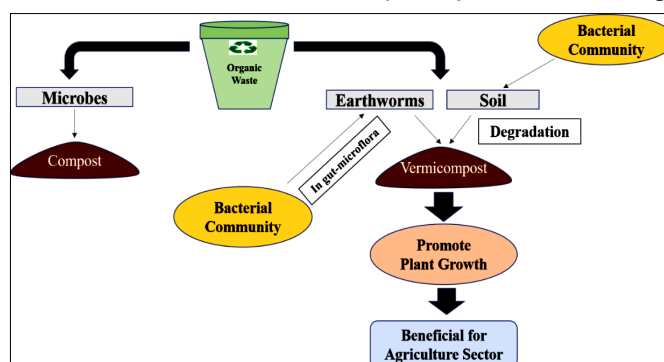 Bacterial
Community
Organic
Waste
Microbes
Earthworms
Soil
Degradation
Compost
In gut-microflora
Vermicompost
Bacterial
Community
Promote
Plant Growth
Beneficial for
Agriculture Sector